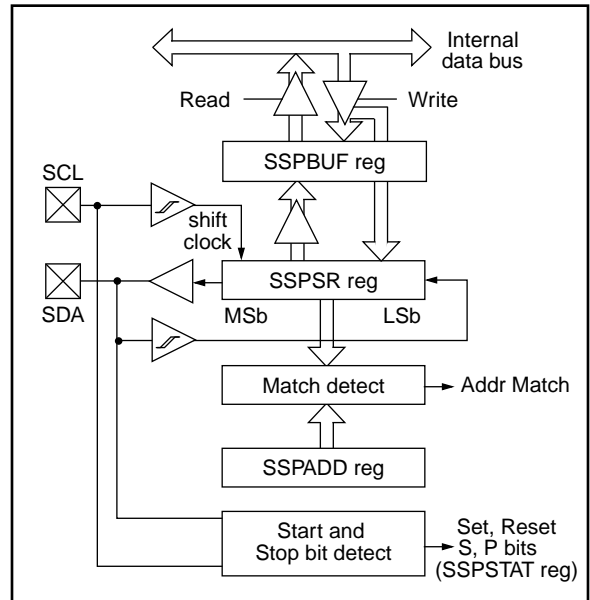 Internal
data bus
Read
Write
SSPBUF reg
SCL
shift
clock
SSPSR reg
SDA
MSb
LSb
Match detect
Addr Match
SSPADD reg
Start and
Stop bit detect
Set, Reset
S, P bits
(SSPSTAT reg)